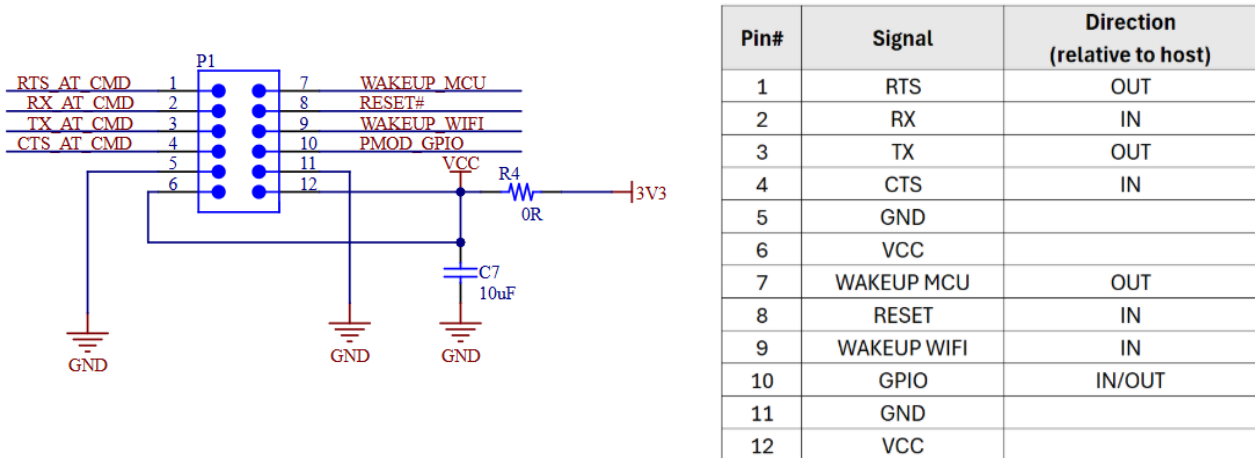 P1
RTS_AT_CMD 1 7 WAKEUP_MCU
RX_AT_CMD 2 8 RESET#
TX_AT_CMD 3 9 WAKEUP_WIFI
CTS_AT_CMD 4 10 PMOD_GPIO
5 11 VCC
6 12 R4 3V3
0R
C7
10uF
GND GND GND
Pin# Signal Direction (relative to host)
1 RTS OUT
2 RX IN
3 TX OUT
4 CTS IN
5 GND
6 VCC
7 WAKEUP MCU OUT
8 RESET IN
9 WAKEUP WIFI IN
10 GPIO IN/OUT
11 GND
12 VCC